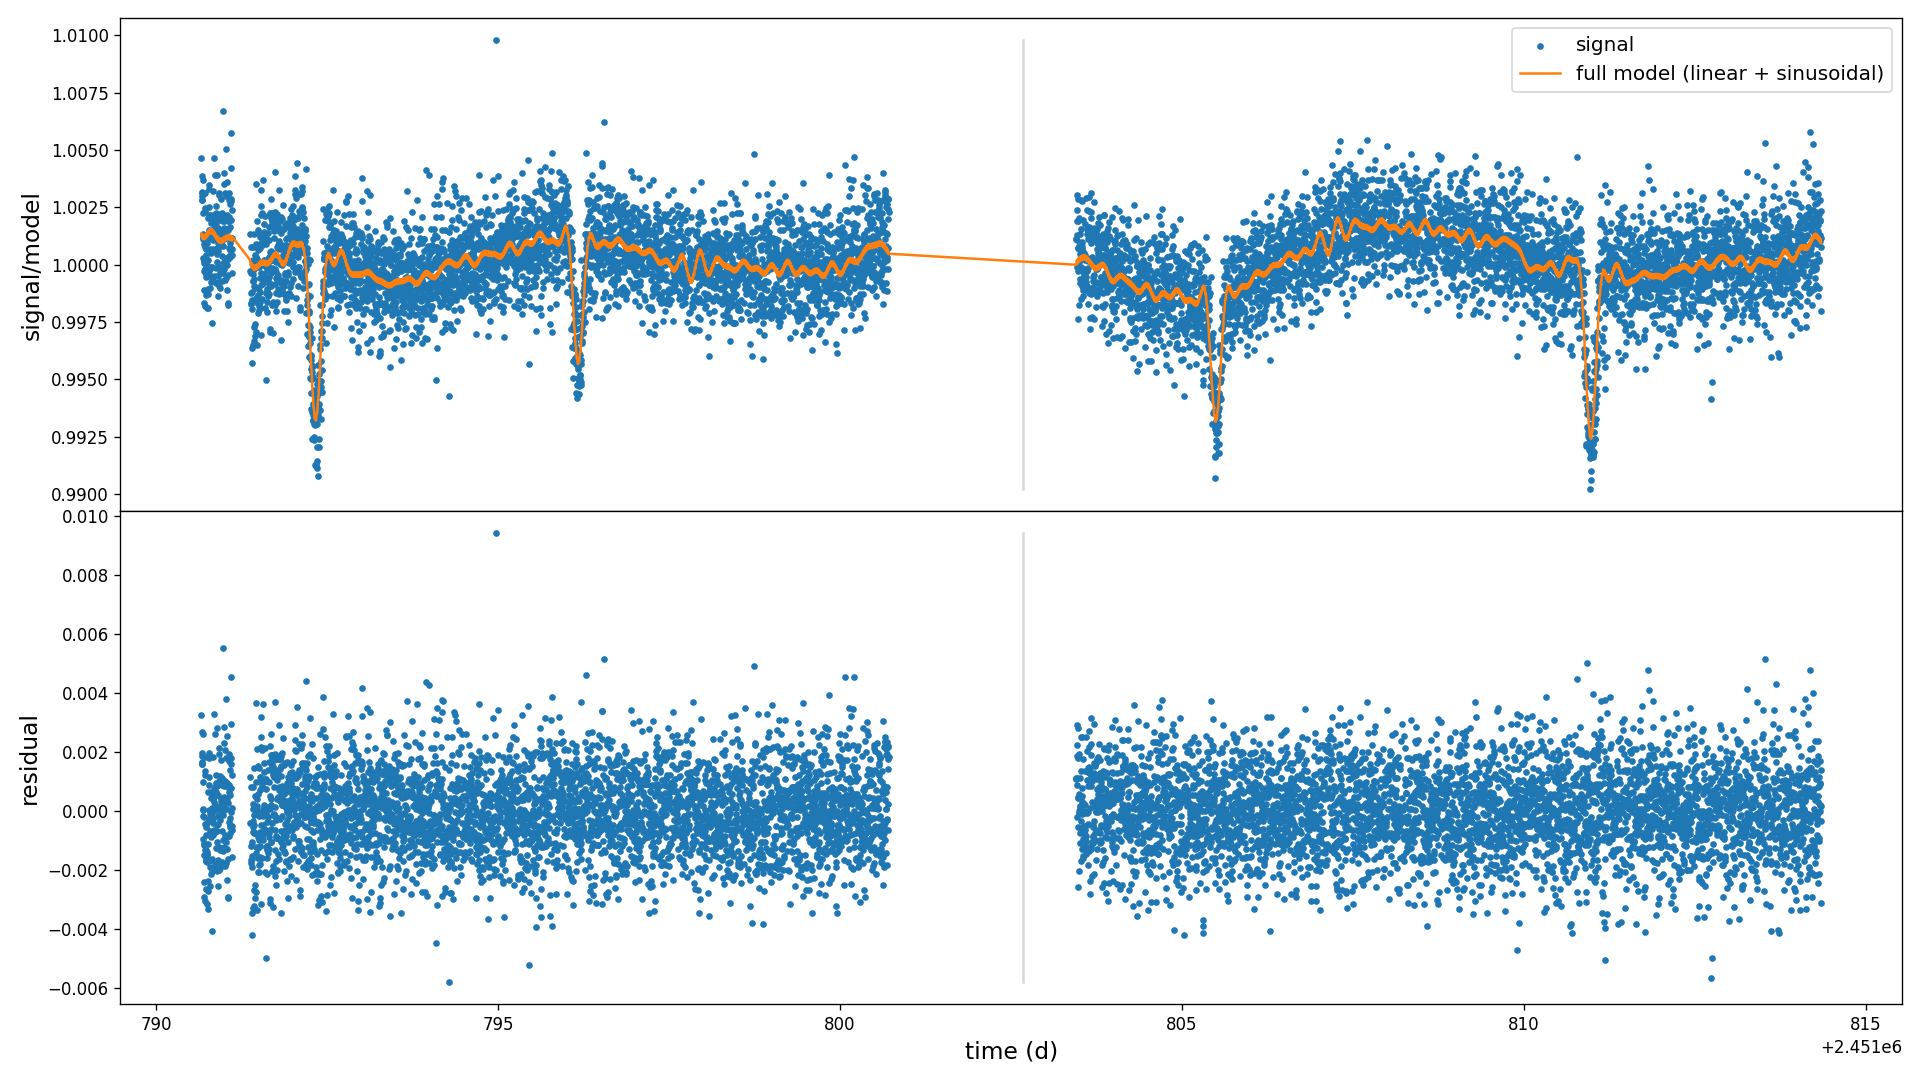 signal
full model (linear + sinusoidal)
signal/model
1.0100
1.0075
1.0050
1.0025
1.0000
0.9975
0.9950
0.9925
0.9900
residual
0.010
0.008
0.006
0.004
0.002
0.000
−0.002
−0.004
−0.006
790 795 800 805 810 815
time (d)
+2.451e6